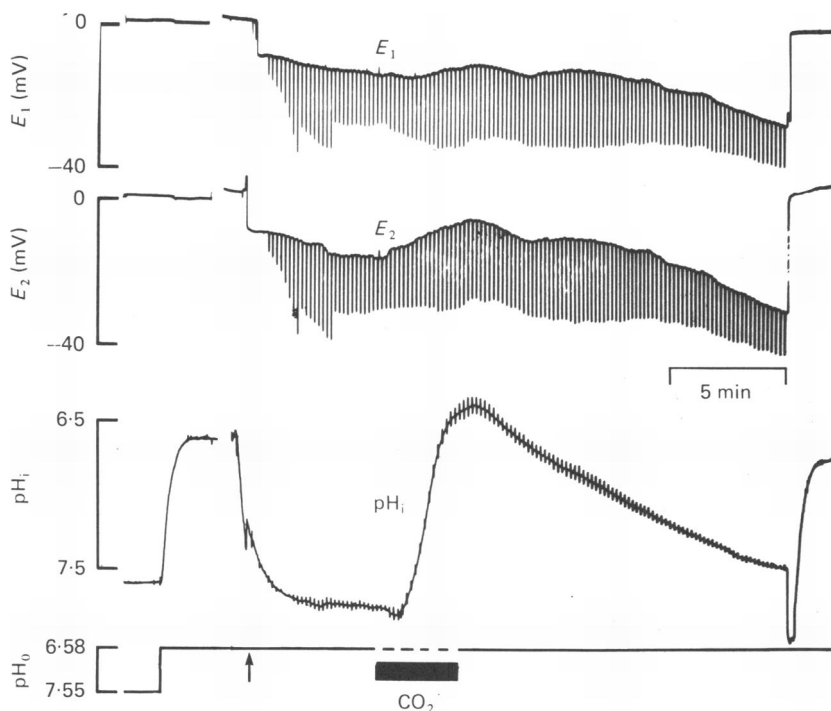 0
E₁
E₁ (mV)
−40
0
E₂
E₂ (mV)
−−40
5 min
6·5
pHᵢ
pHᵢ
7·5
6·58
pHₒ
7·55
CO₂